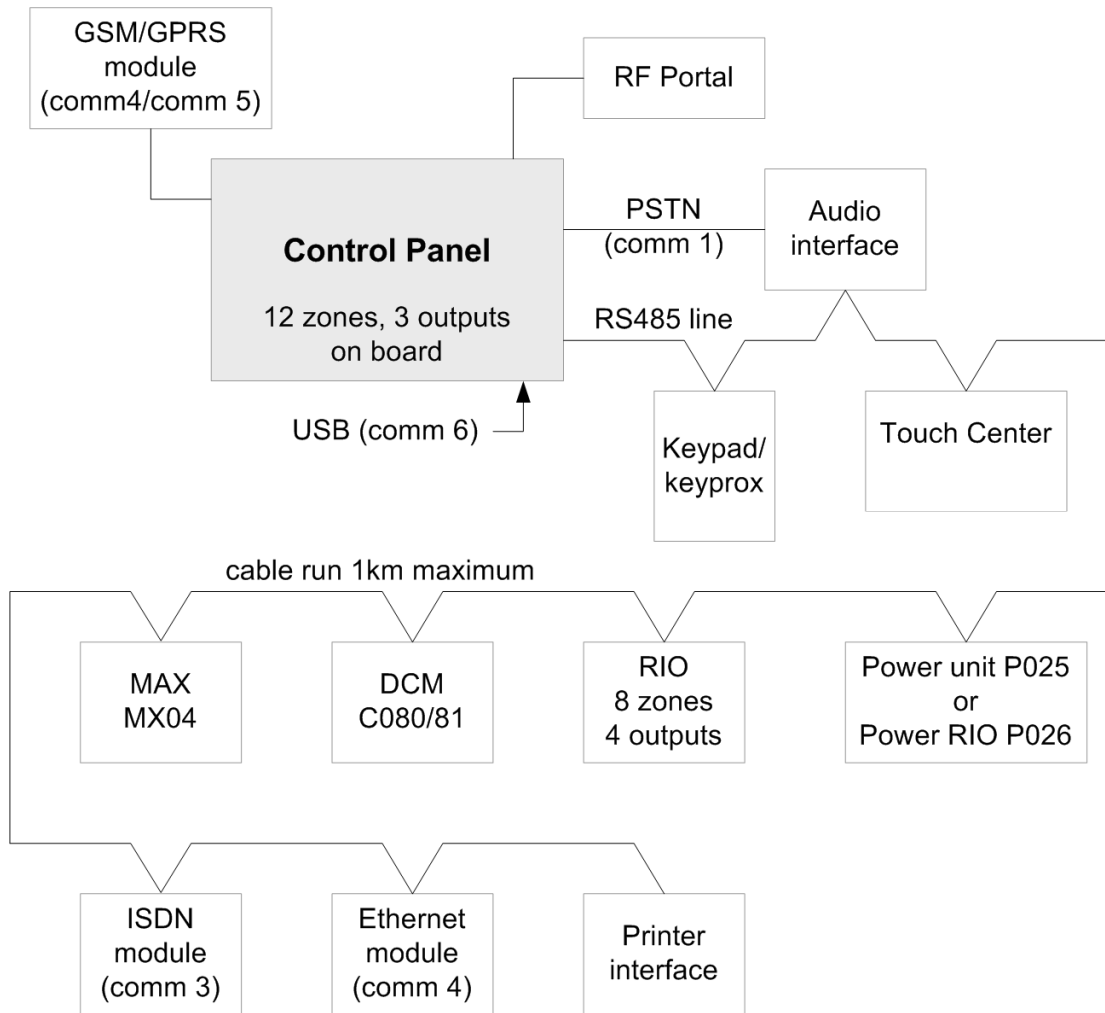 GSM/GPRS
module
(comm4/comm 5)
RF Portal
Control Panel
12 zones, 3 outputs
on board
PSTN
(comm 1)
Audio
interface
RS485 line
USB (comm 6)
Keypad/
keyprox
Touch Center
cable run 1km maximum
MAX
MX04
DCM
C080/81
RIO
8 zones
4 outputs
Power unit P025
or
Power RIO P026
ISDN
module
(comm 3)
Ethernet
module
(comm 4)
Printer
interface